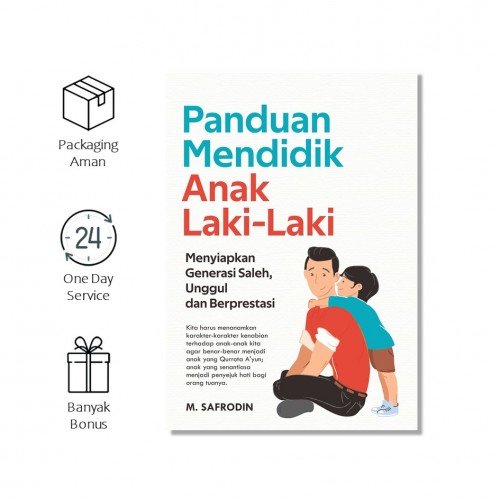 Packaging
Aman
24
One Day
Service
Banyak
Bonus
Panduan
Mendidik
Anak
Laki-Laki
Menyiapkan
Generasi Saleh,
Unggul
dan Berprestasi
Kita harus menanamkan
karakter-karakter kenabian
terhadap anak-anak kita
agar benar-benar menjadi
anak yang Qurrota A'yun;
anak yang senantiasa
menjadi penyejuk hati bagi
orang tuanya.
M. SAFRODIN